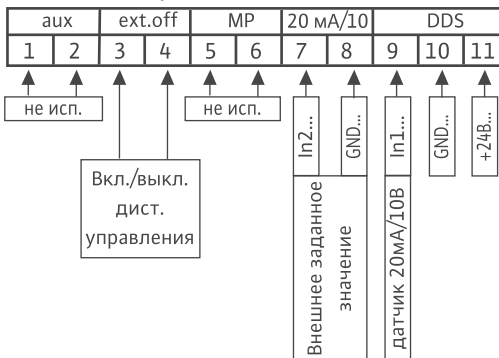 aux ext.off MP 20 мА/10 DDS
1 2 3 4 5 6 7 8 9 10 11
не исп. не исп.
In2... GND... In1... GND... +24В...
Вкл./выкл.
дист.
управления
Внешнее заданное
значение
датчик 20мА/10В